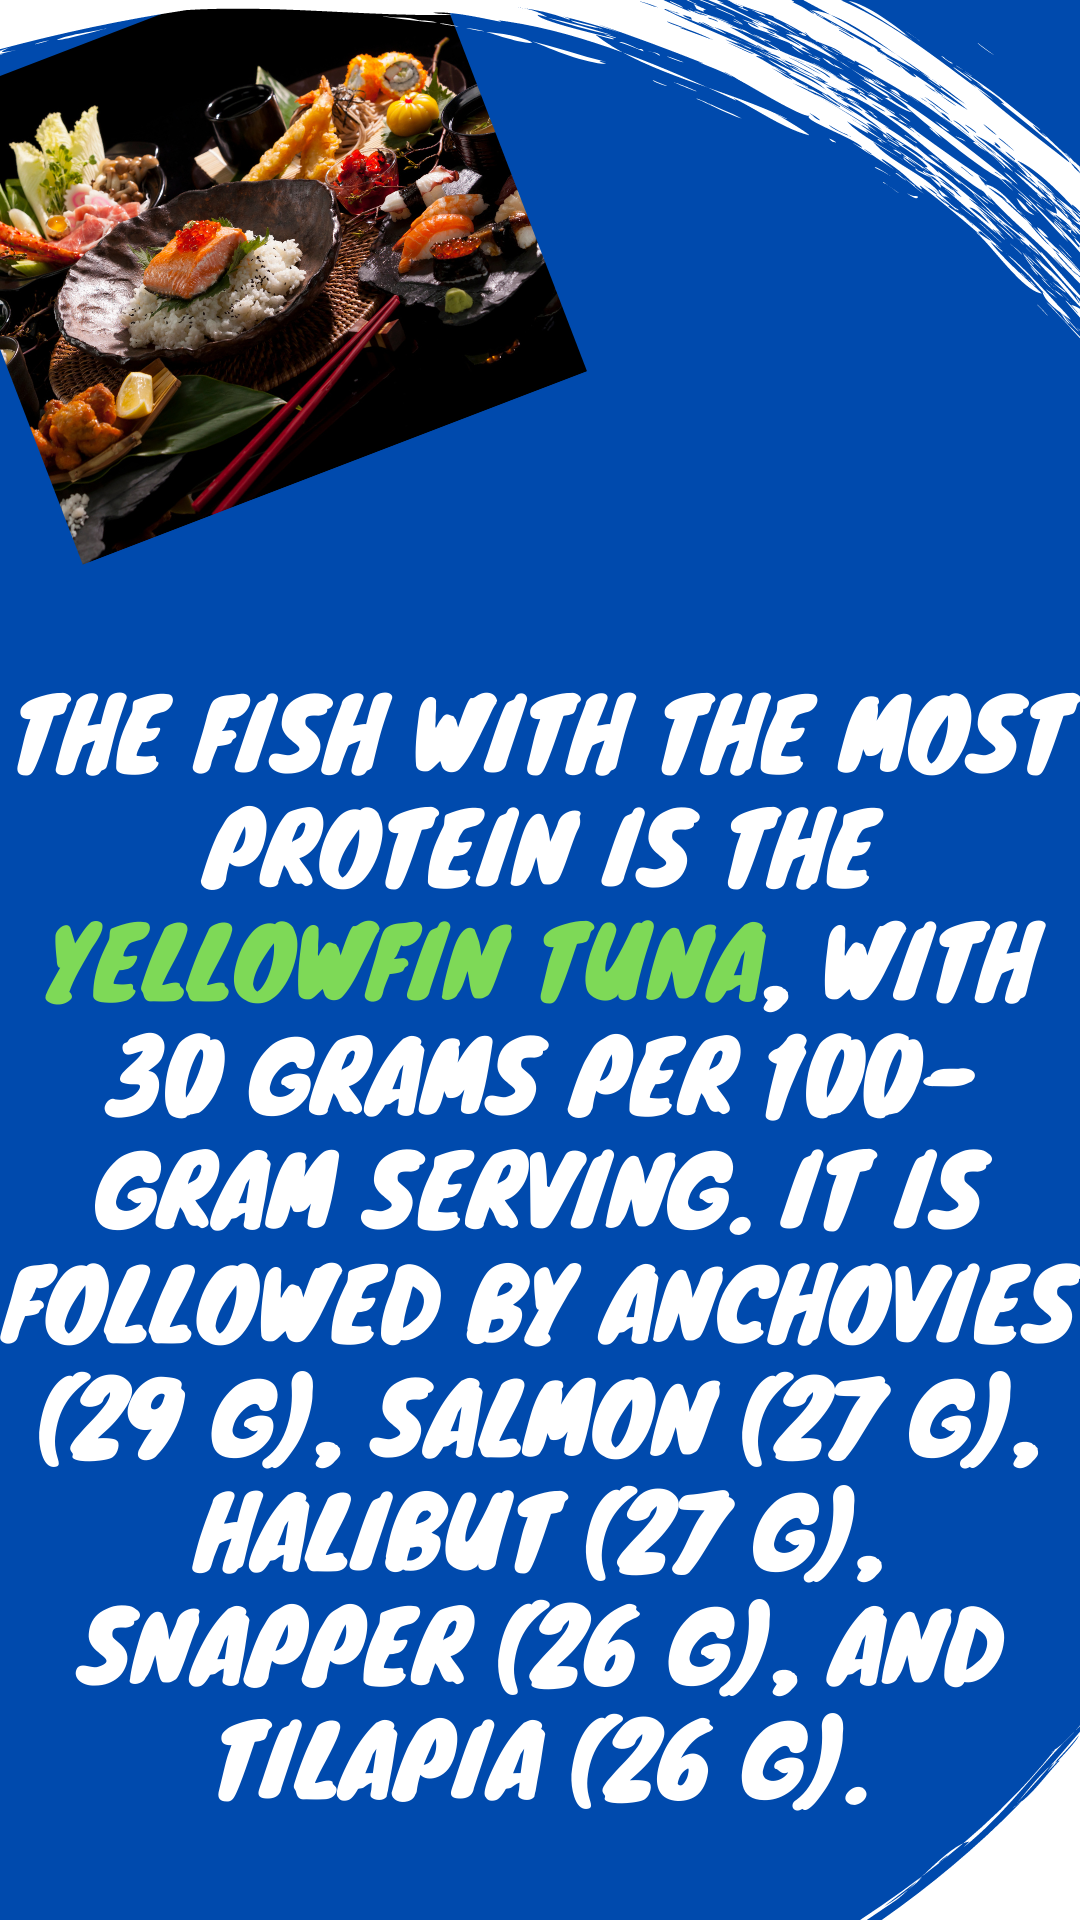 THE FISH WITH THE MOST
PROTEIN IS THE
YELLOWFIN TUNA, WITH
30 GRAMS PER 100-
GRAM SERVING. IT IS
FOLLOWED BY ANCHOVIES
(29 G), SALMON (27 G),
HALIBUT (27 G),
SNAPPER (26 G), AND
TILAPIA (26 G).